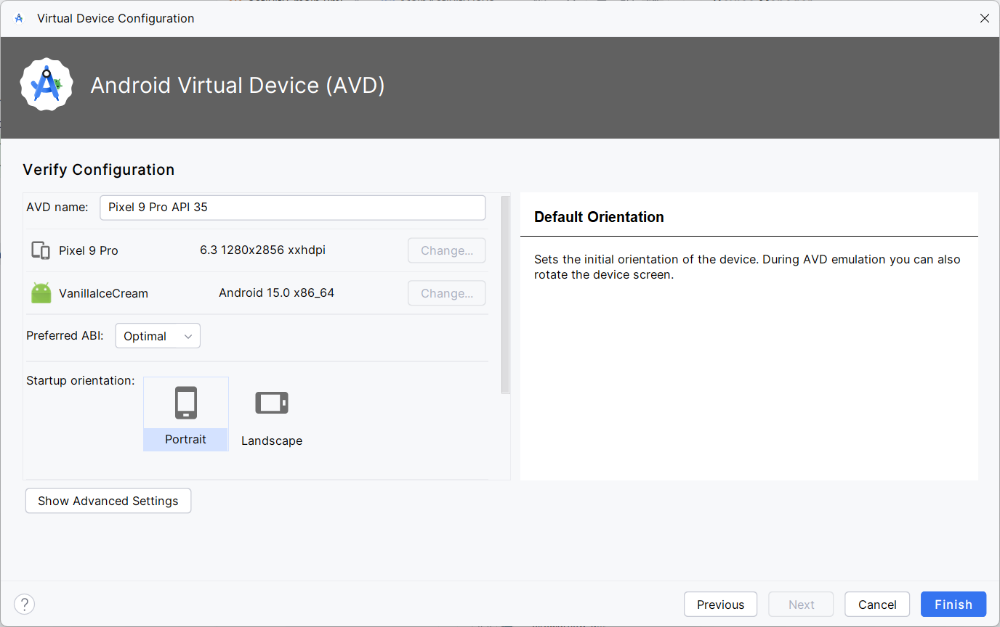 Virtual Device Configuration
Android Virtual Device (AVD)
Verify Configuration
AVD name: Pixel 9 Pro API 35
Pixel 9 Pro 6.3 1280x2856 xxhdpi Change...
VanillaIceCream Android 15.0 x86_64 Change...
Preferred ABI: Optimal
Startup orientation:
Portrait
Landscape
Show Advanced Settings
Default Orientation
Sets the initial orientation of the device. During AVD emulation you can also
rotate the device screen.
?
Previous Next Cancel Finish